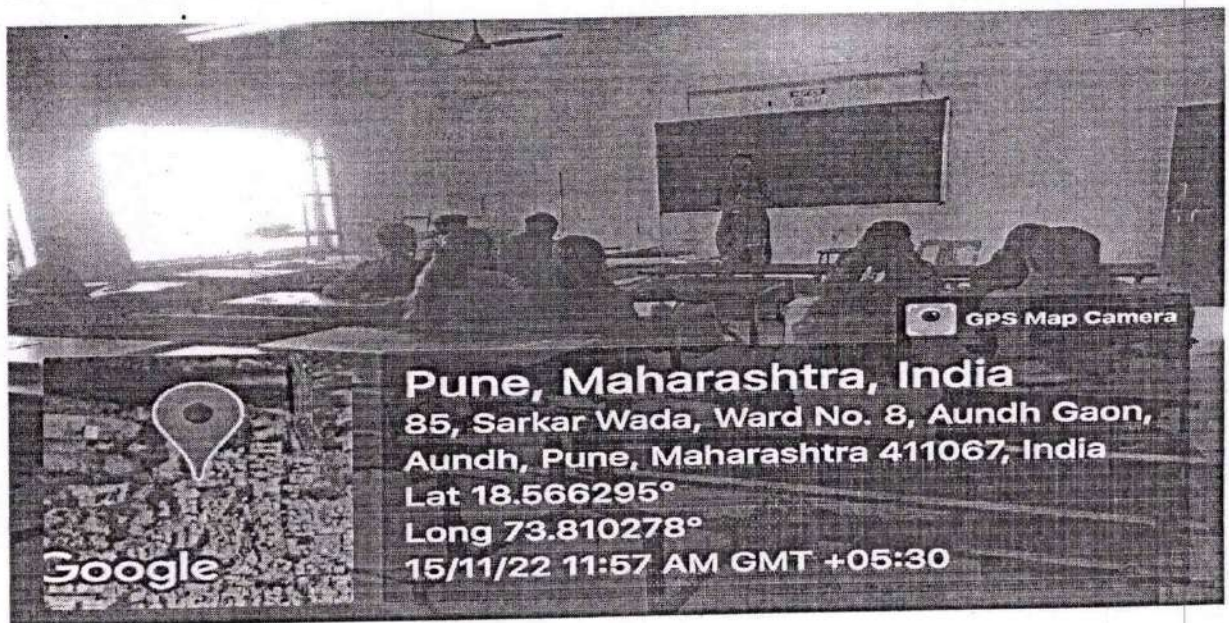 GPS Map Camera
Pune, Maharashtra, India
85, Sarkar Wada, Ward No. 8, Aundh Gaon,
Aundh, Pune, Maharashtra 411067, India
Lat 18.566295°
Long 73.810278°
15/11/22 11:57 AM GMT +05:30
Google